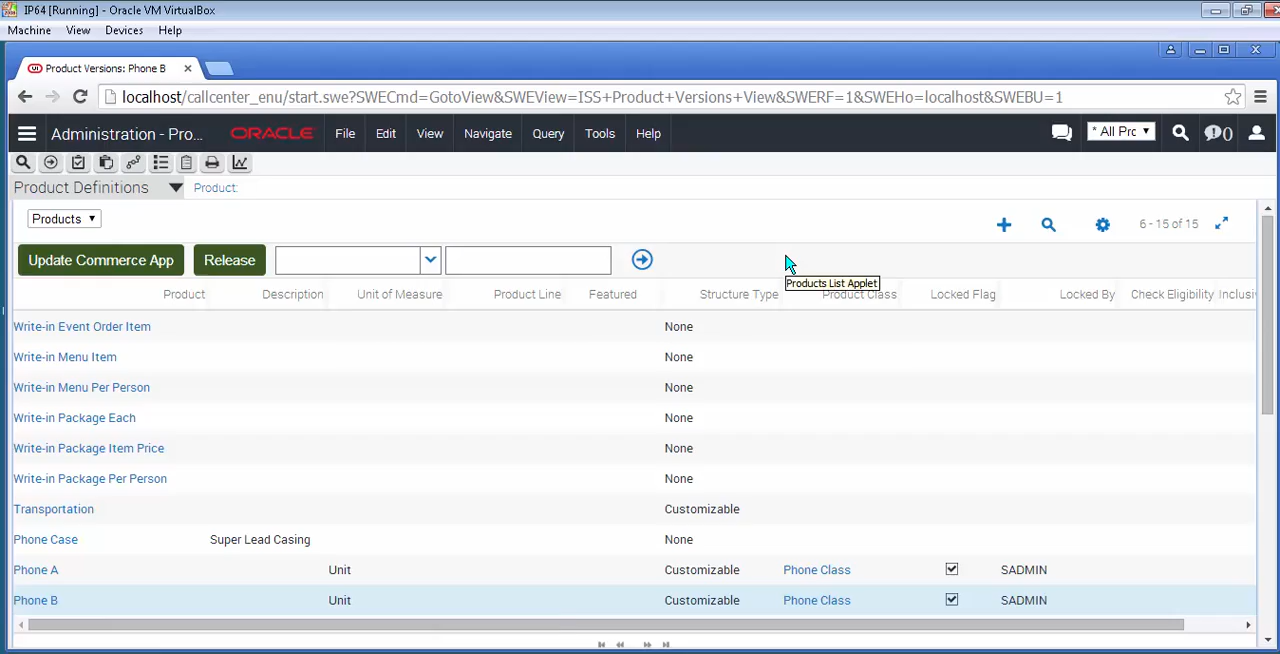 IP64 [Running] - Oracle VM VirtualBox
Machine View Devices Help
Product Versions: Phone B
localhost/callcenter_enu/start.swe?SWECmd=GotoView&SWEView=ISS+Product+Versions+View&SWERF=1&SWEHo=localhost&SWEBU=1
Administration - Pro... ORACLE File Edit View Navigate Query Tools Help * All Prc 0
Product Definitions Product:
Products 6 - 15 of 15
Update Commerce App Release
Products List Applet
Product Description Unit of Measure Product Line Featured Structure Type Product Class Locked Flag Locked By Check Eligibility Inclusi
Write-in Event Order Item None
Write-in Menu Item None
Write-in Menu Per Person None
Write-in Package Each None
Write-in Package Item Price None
Write-in Package Per Person None
Transportation Customizable
Phone Case Super Lead Casing None
Phone A Unit Customizable Phone Class SADMIN
Phone B Unit Customizable Phone Class SADMIN